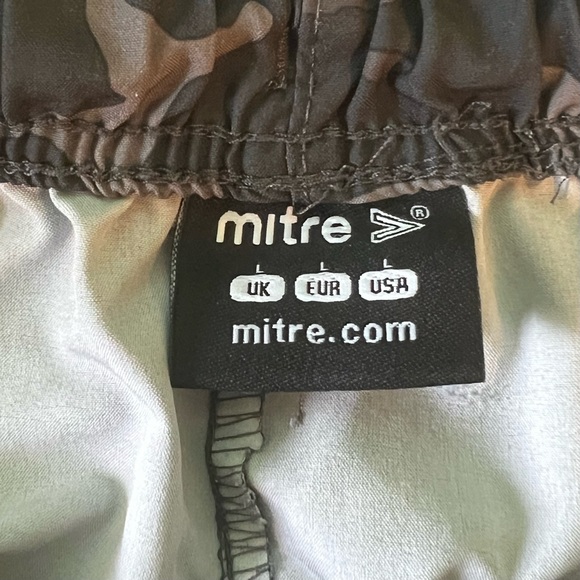 mitre ®
L L L
UK EUR USA
mitre.com